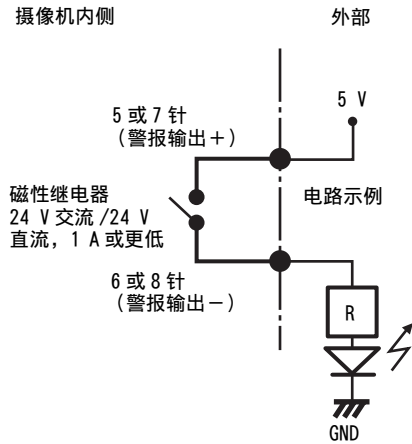 摄像机内侧
外部
5 V
5 或 7 针
（警报输出＋）
电路示例
磁性继电器
24 V 交流 /24 V
直流，1 A 或更低
6 或 8 针
（警报输出－）
R
GND